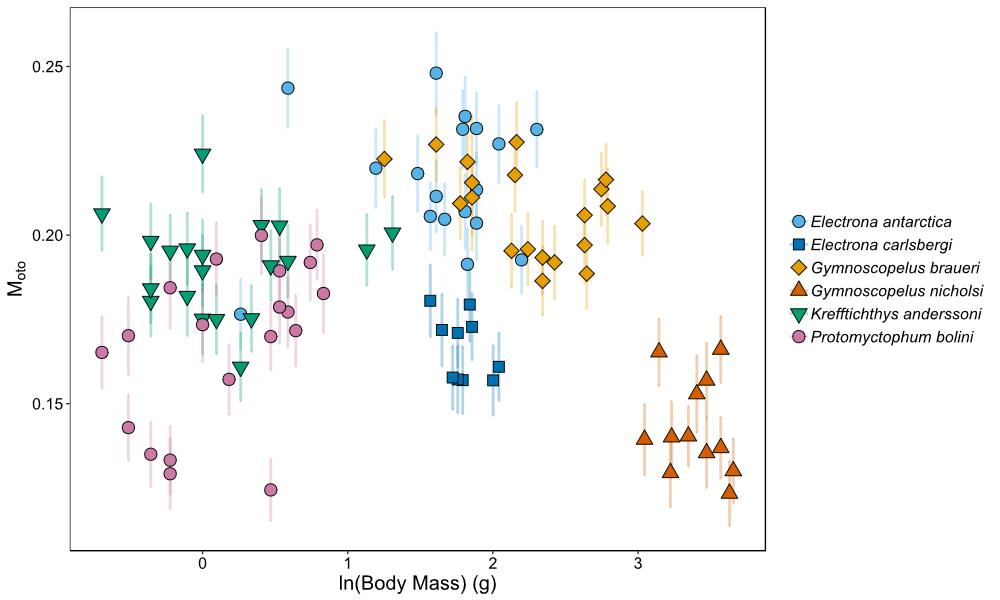 0.25
0.20
0.15
Moto
0
1
2
3
ln(Body Mass) (g)
Electrona antarctica
Electrona carlsbergi
Gymnoscopelus braueri
Gymnoscopelus nicholsi
Krefftichthys anderssoni
Protomyctophum bolini